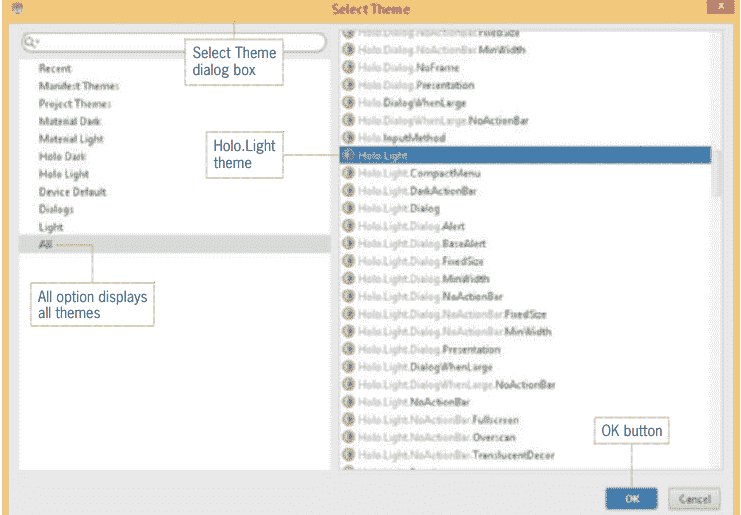 Select Theme
x
Select Theme
dialog box
Recent
Manifest Themes
Project Themes
Material Dark
Material Light
Holo Dark
Holo Light
Device Default
Dialogs
Light
All
All option displays
all themes
Holo.Light
theme
Holo.Dialog.NoActionBar.FixedSize
Holo.Dialog.NoActionBar.MinWidth
Holo.Dialog.NoFrame
Holo.Dialog.Presentation
Holo.DialogWhenLarge
Holo.DialogWhenLarge.NoActionBar
Holo.InputMethod
Holo.Light
Holo.Light.CompactMenu
Holo.Light.DarkActionBar
Holo.Light.Dialog
Holo.Light.Dialog.Alert
Holo.Light.Dialog.BaseAlert
Holo.Light.Dialog.FixedSize
Holo.Light.Dialog.MinWidth
Holo.Light.Dialog.NoActionBar
Holo.Light.Dialog.NoActionBar.FixedSize
Holo.Light.Dialog.NoActionBar.MinWidth
Holo.Light.Dialog.Presentation
Holo.Light.DialogWhenLarge
Holo.Light.DialogWhenLarge.NoActionBar
Holo.Light.NoActionBar
Holo.Light.NoActionBar.Fullscreen
Holo.Light.NoActionBar.Overscan
Holo.Light.NoActionBar.TranslucentDecor
OK button
OK
Cancel